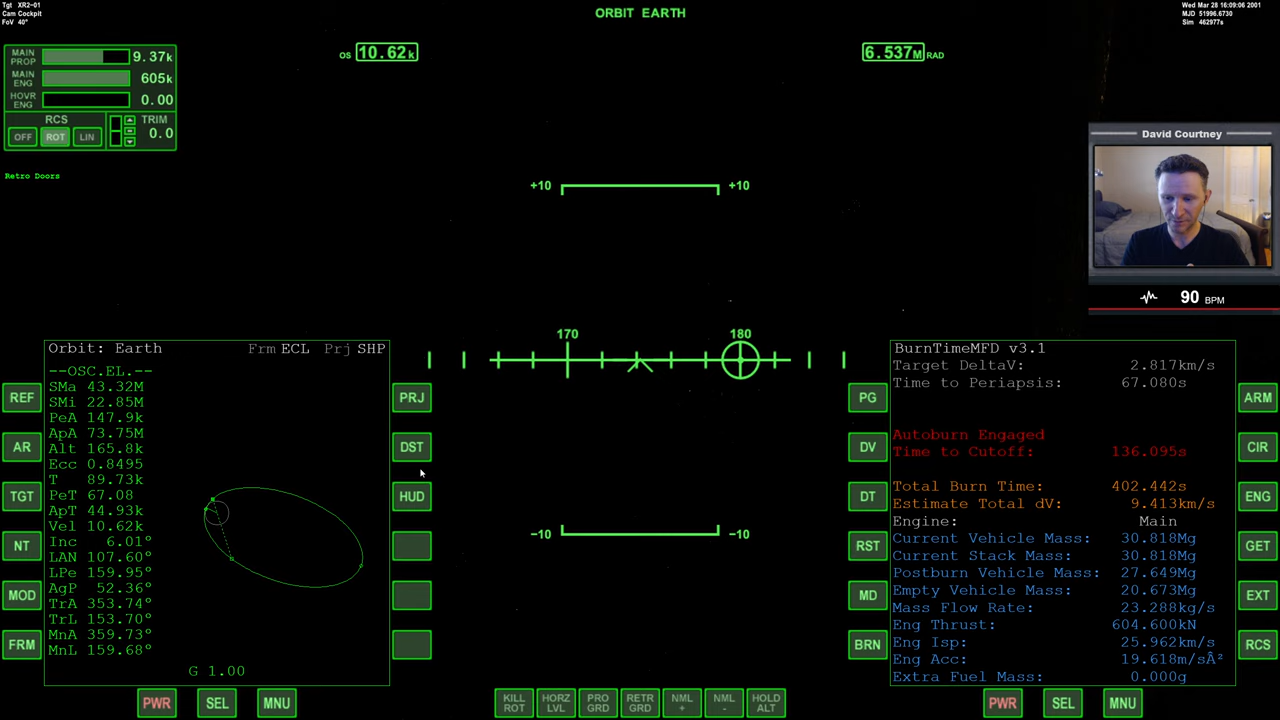 Tgt XR2-01
Cam Cockpit
FoV 40°
ORBIT EARTH
Wed Mar 28 16:09:06 2001
MJD 51996.6730
Sim 462977s
MAIN PROP 9.37k
MAIN ENG 605k
HOVR ENG 0.00
RCS TRIM
OFF ROT LIN 0.0
Retro Doors
OS 10.62k
6.537M RAD
David Courtney
90 BPM
+10 +10
170 180
-10 -10
Orbit: Earth Frm ECL Prj SHP
--OSC.EL.--
SMa 43.32M
SMi 22.85M
PeA 147.9k
ApA 73.75M
Alt 165.8k
Ecc 0.8495
T 89.73k
PeT 67.08
ApT 44.93k
Vel 10.62k
Inc 6.01°
LAN 107.60°
LPe 159.95°
AgP 52.36°
TrA 353.74°
TrL 153.70°
MnA 359.73°
MnL 159.68°
G 1.00
REF
AR
TGT
NT
MOD
FRM
PRJ
DST
HUD
PWR SEL MNU
KILL ROT
HORZ LVL
PRO GRD
RETR GRD
NML +
NML -
HOLD ALT
BurnTimeMFD v3.1
Target DeltaV: 2.817km/s
Time to Periapsis: 67.080s
Autoburn Engaged
Time to Cutoff: 136.095s
Total Burn Time: 402.442s
Estimate Total dV: 9.413km/s
Engine: Main
Current Vehicle Mass: 30.818Mg
Current Stack Mass: 30.818Mg
Postburn Vehicle Mass: 27.649Mg
Empty Vehicle Mass: 20.673Mg
Mass Flow Rate: 23.288kg/s
Eng Thrust: 604.600kN
Eng Isp: 25.962km/s
Eng Acc: 19.618m/sÂ²
Extra Fuel Mass: 0.000g
PG
DV
DT
RST
MD
BRN
ARM
CIR
ENG
GET
EXT
RCS
PWR SEL MNU